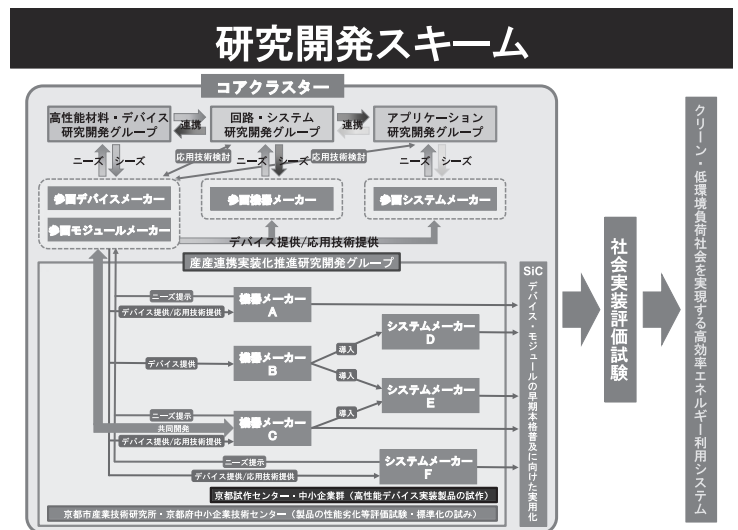 研究開発スキーム
コアクラスター
高性能材料・デバイス
研究開発グループ
連携
回路・システム
研究開発グループ
連携
アプリケーション
研究開発グループ
ニーズ
シーズ
応用技術検討
ニーズ
シーズ
応用技術検討
ニーズ
シーズ
参画デバイスメーカー
参画モジュールメーカー
参画機器メーカー
参画システムメーカー
デバイス提供/応用技術提供
産産連携実装化推進研究開発グループ
ニーズ提示
デバイス提供/応用技術提供
機器メーカー
A
デバイス提供
機器メーカー
B
導入
導入
システムメーカー
D
システムメーカー
E
ニーズ提示
共同開発
デバイス提供/応用技術提供
機器メーカー
C
導入
ニーズ提示
デバイス提供/応用技術提供
システムメーカー
F
京都試作センター・中小企業群（高性能デバイス実装製品の試作）
京都市産業技術研究所・京都府中小企業技術センター（製品の性能劣化等評価試験・標準化の試み）
SiC
デバイス・モジュールの早期本格普及に向けた実用化
社会実装評価試験
クリーン・低環境負荷社会を実現する高効率エネルギー利用システム